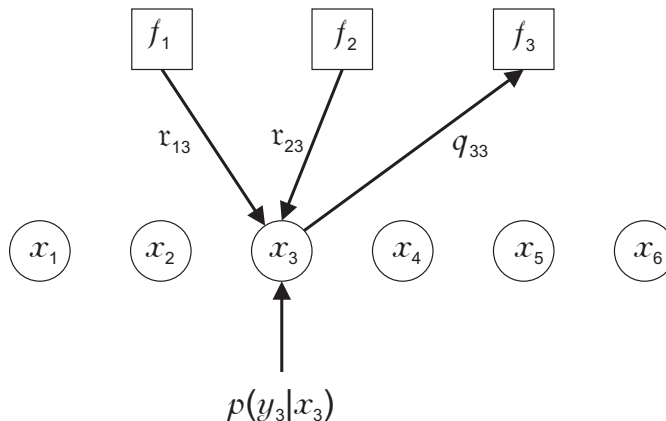 f₁ f₂ f₃
r₁₃ r₂₃ q₃₃
x₁ x₂ x₃ x₄ x₅ x₆
p(y₃|x₃)